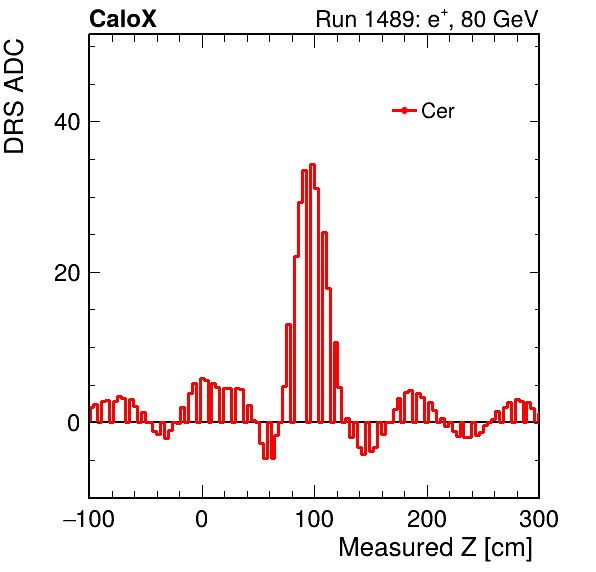 CaloX Run 1489: e+, 80 GeV
DRS ADC
Cer
40
20
0
−100 0 100 200 300
Measured Z [cm]